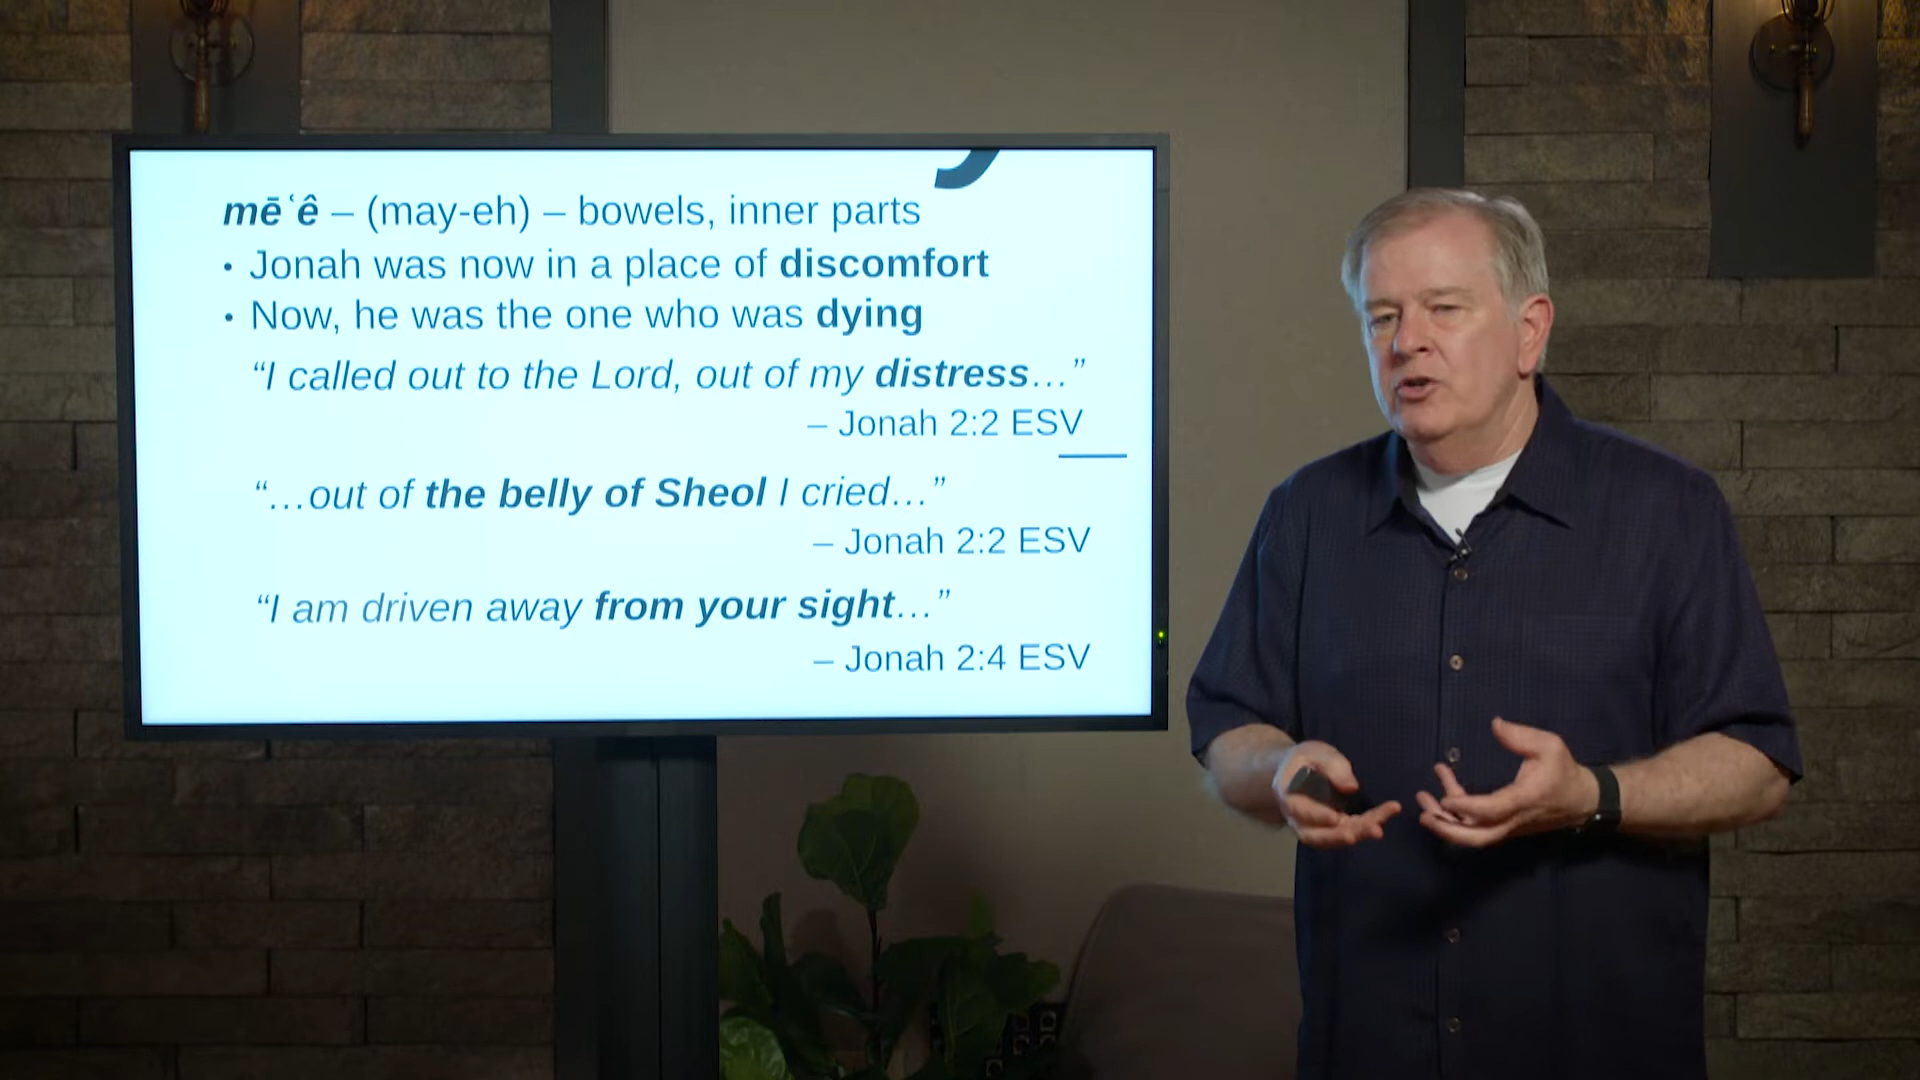 mēʿê – (may-eh) – bowels, inner parts
• Jonah was now in a place of discomfort
• Now, he was the one who was dying
“I called out to the Lord, out of my distress…”
– Jonah 2:2 ESV
“…out of the belly of Sheol I cried…”
– Jonah 2:2 ESV
“I am driven away from your sight…”
– Jonah 2:4 ESV